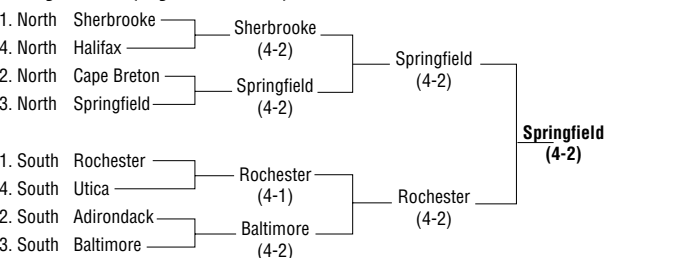 1. North Sherbrooke
4. North Halifax
2. North Cape Breton
3. North Springfield
1. South Rochester
4. South Utica
2. South Adirondack
3. South Baltimore
Sherbrooke
(4-2)
Springfield
(4-2)
Rochester
(4-1)
Baltimore
(4-2)
Springfield
(4-2)
Rochester
(4-2)
Springfield
(4-2)